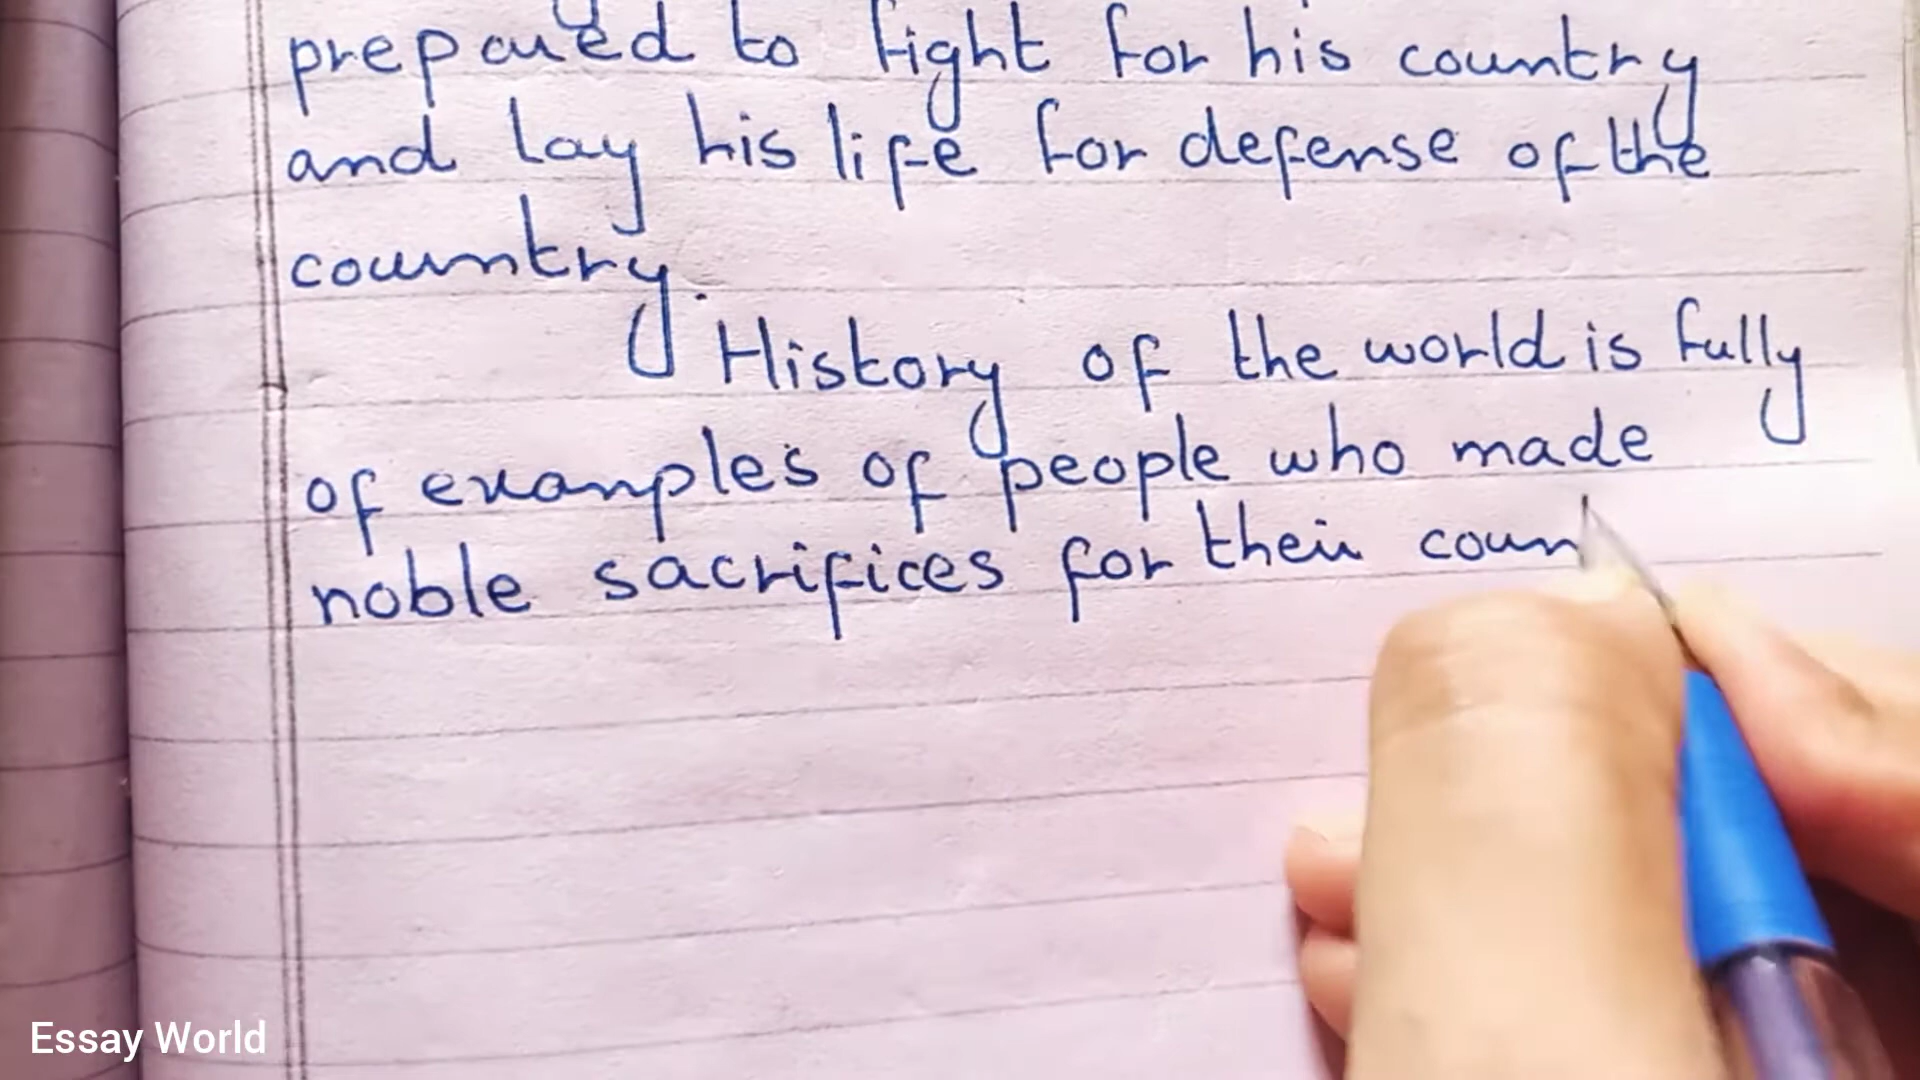 prepared to fight for his country
and lay his life for defense of the
country.
History of the world is fully
of examples of people who made
noble sacrifices for their coun
Essay World